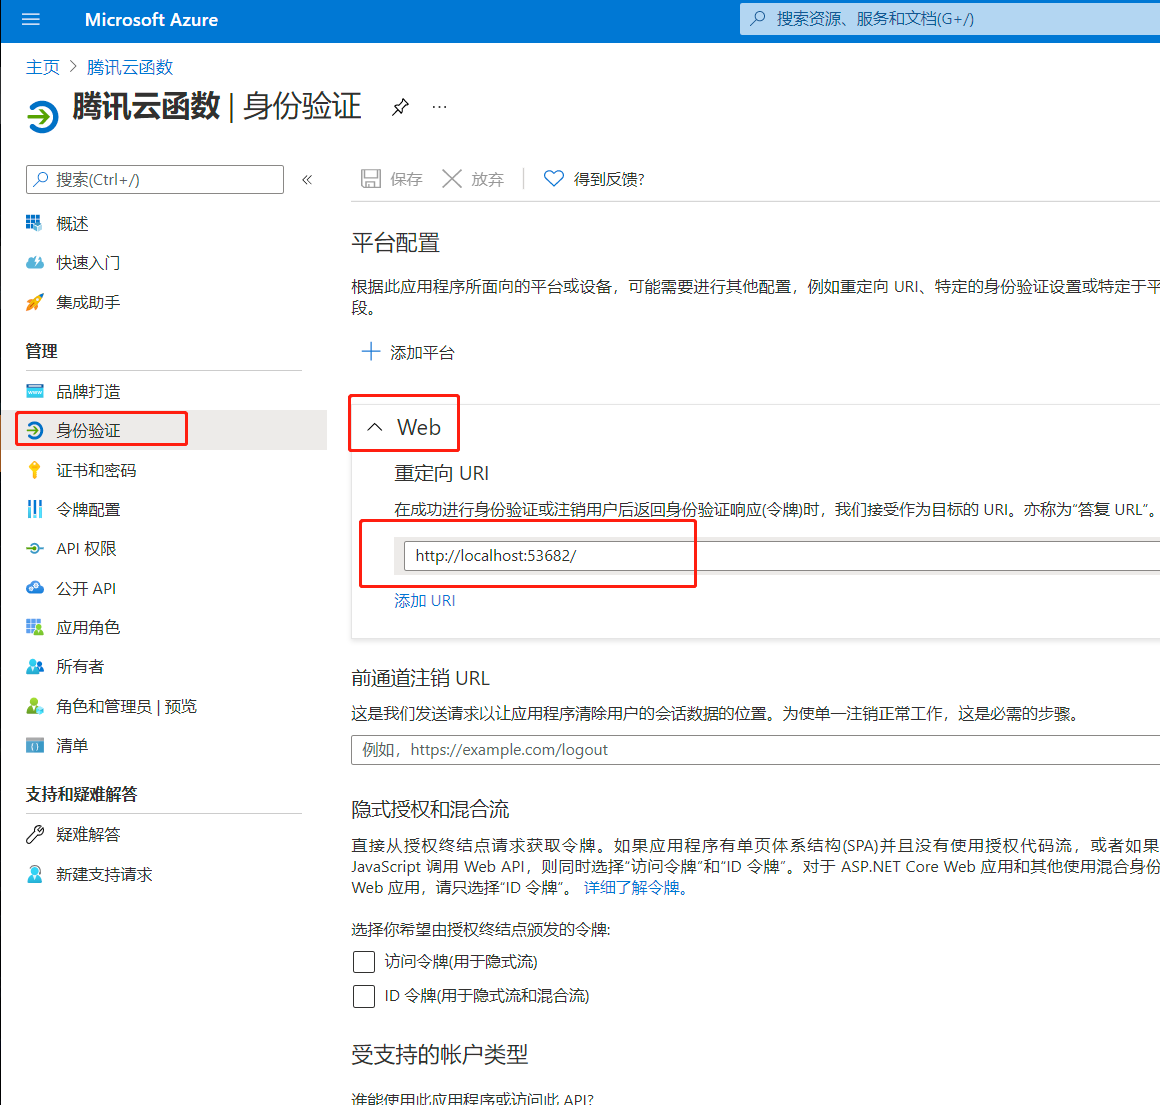 Microsoft Azure
搜索资源、服务和文档(G+/)
主页 > 腾讯云函数
腾讯云函数 | 身份验证
搜索(Ctrl+/)
«
保存
放弃
得到反馈?
概述
快速入门
集成助手
管理
品牌打造
身份验证
证书和密码
令牌配置
API 权限
公开 API
应用角色
所有者
角色和管理员 | 预览
清单
支持和疑难解答
疑难解答
新建支持请求
平台配置
根据此应用程序所面向的平台或设备，可能需要进行其他配置，例如重定向 URI、特定的身份验证设置或特定于平
段。
添加平台
Web
重定向 URI
在成功进行身份验证或注销用户后返回身份验证响应(令牌)时，我们接受作为目标的 URI。亦称为“答复 URL”。
http://localhost:53682/
添加 URI
前通道注销 URL
这是我们发送请求以让应用程序清除用户的会话数据的位置。为使单一注销正常工作，这是必需的步骤。
例如，https://example.com/logout
隐式授权和混合流
直接从授权终结点请求获取令牌。如果应用程序有单页体系结构(SPA)并且没有使用授权代码流，或者如果
JavaScript 调用 Web API，则同时选择“访问令牌”和“ID 令牌”。对于 ASP.NET Core Web 应用和其他使用混合身份
Web 应用，请只选择“ID 令牌”。 详细了解令牌。
选择你希望由授权终结点颁发的令牌:
访问令牌(用于隐式流)
ID 令牌(用于隐式流和混合流)
受支持的帐户类型
谁能使用此应用程序或访问此 API?